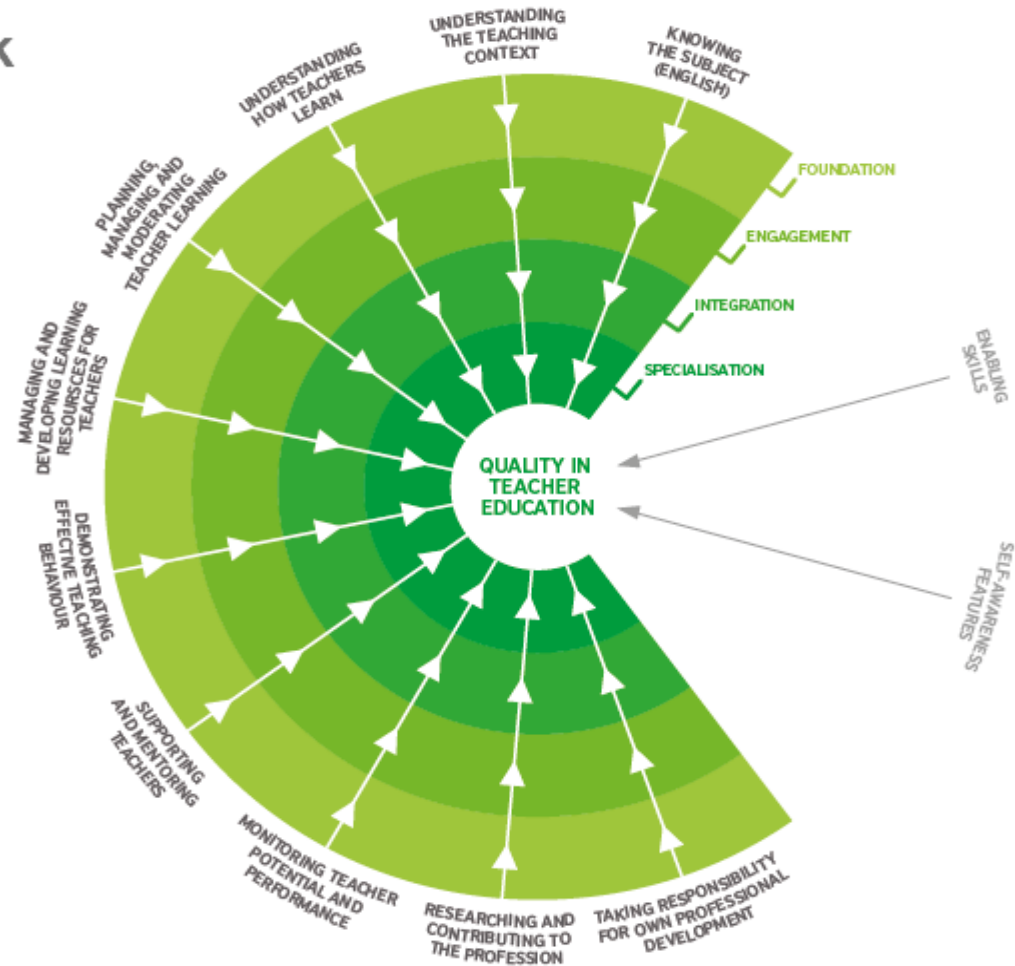 K
UNDERSTANDING
THE TEACHING
CONTEXT
KNOWING
THE SUBJECT
(ENGLISH)
UNDERSTANDING
HOW TEACHERS
LEARN
PLANNING,
MANAGING AND
MODERATING
TEACHER LEARNING
MANAGING AND
DEVELOPING LEARNING
RESOURSCES FOR
TEACHERS
DEMONSTRATING
EFFECTIVE TEACHING
BEHAVIOUR
SUPPORTING
AND MENTORING
TEACHERS
MONITORING TEACHER
POTENTIAL AND
PERFORMANCE
RESEARCHING AND
CONTRIBUTING TO
THE PROFESSION
TAKING RESPONSIBILITY
FOR OWN PROFESSIONAL
DEVELOPMENT
FOUNDATION
ENGAGEMENT
INTEGRATION
SPECIALISATION
QUALITY IN
TEACHER
EDUCATION
ENABLING
SKILLS
SELF-AWARENESS
FEATURES